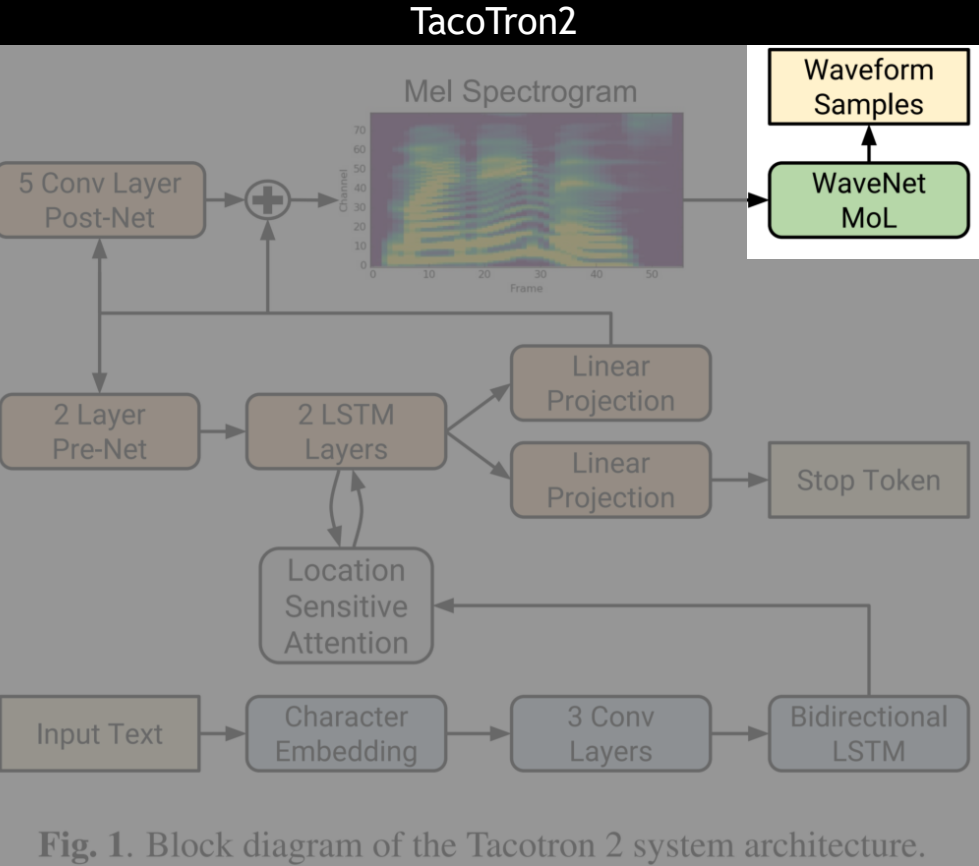 TacoTron2
Waveform
Samples
Mel Spectrogram
70
60
50
40
30
20
10
0
Channel
0 10 20 30 40 50
Frame
5 Conv Layer
Post-Net
WaveNet
MoL
Linear
Projection
2 Layer
Pre-Net
2 LSTM
Layers
Linear
Projection
Stop Token
Location
Sensitive
Attention
Input Text
Character
Embedding
3 Conv
Layers
Bidirectional
LSTM
Fig. 1. Block diagram of the Tacotron 2 system architecture.